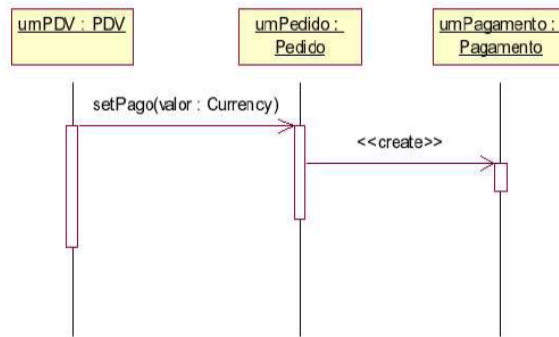 umPDV : PDV
umPedido :
Pedido
umPagamento :
Pagamento
setPago(valor : Currency)
<<create>>